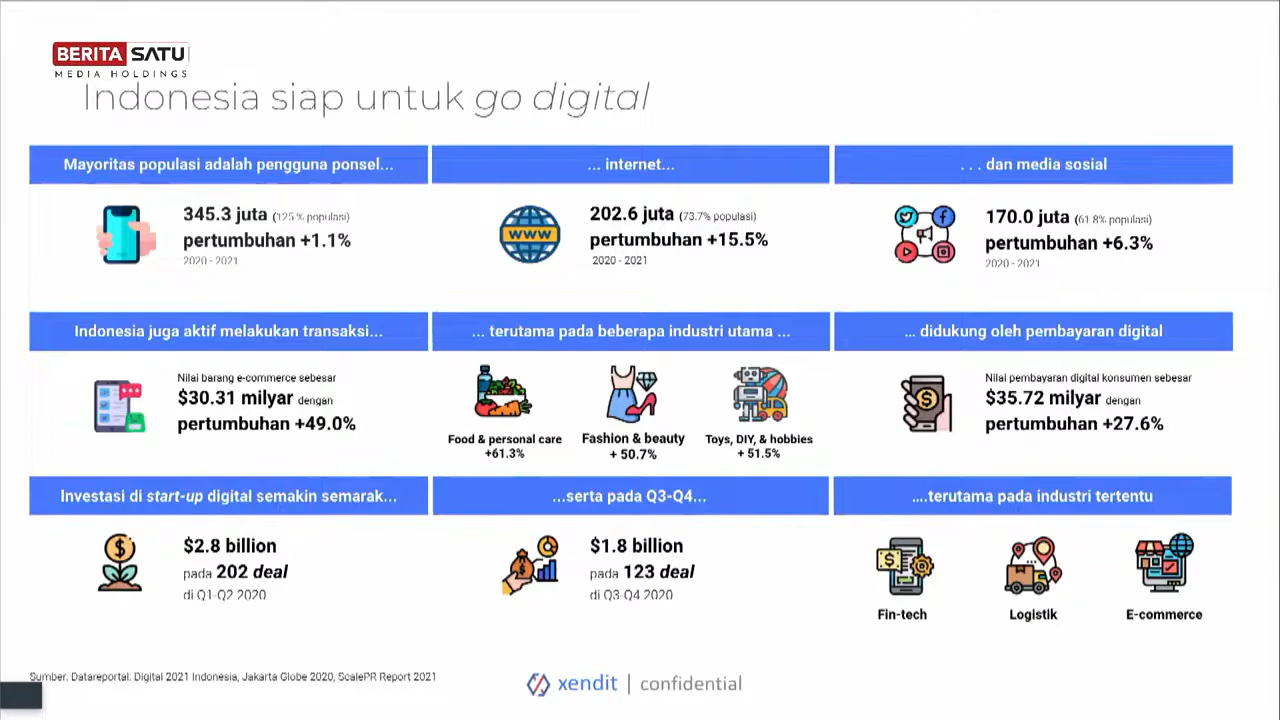 BERITA SATU
MEDIA HOLDINGS
Indonesia siap untuk go digital
Mayoritas populasi adalah pengguna ponsel...
345.3 juta (125 % populasi)
pertumbuhan +1.1%
2020 - 2021
... internet...
WWW
202.6 juta (73.7% populasi)
pertumbuhan +15.5%
2020 - 2021
. . . dan media sosial
170.0 juta (61.8% populasi)
pertumbuhan +6.3%
2020 - 2021
Indonesia juga aktif melakukan transaksi...
Nilai barang e-commerce sebesar
$30.31 milyar dengan
pertumbuhan +49.0%
... terutama pada beberapa industri utama ...
Food & personal care
+61.3%
Fashion & beauty
+ 50.7%
Toys, DIY, & hobbies
+ 51.5%
... didukung oleh pembayaran digital
Nilai pembayaran digital konsumen sebesar
$35.72 milyar dengan
pertumbuhan +27.6%
Investasi di start-up digital semakin semarak...
$2.8 billion
pada 202 deal
di Q1-Q2 2020
...serta pada Q3-Q4...
$1.8 billion
pada 123 deal
di Q3-Q4 2020
....terutama pada industri tertentu
Fin-tech
Logistik
E-commerce
Sumber. Datareportal. Digital 2021 Indonesia, Jakarta Globe 2020, ScalePR Report 2021
xendit | confidential